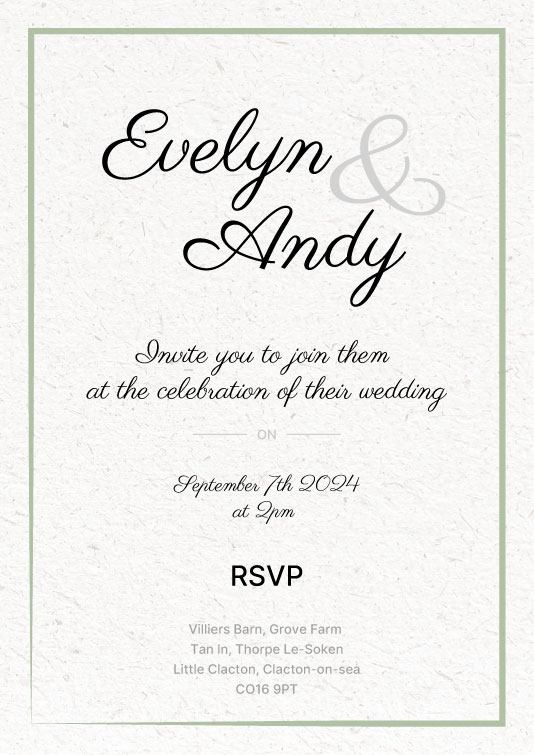 Evelyn &
Andy
Invite you to join them
at the celebration of their wedding
ON
September 7th 2024
at 2pm
RSVP
Villiers Barn, Grove Farm
Tan ln, Thorpe Le-Soken
Little Clacton, Clacton-on-sea
CO16 9PT